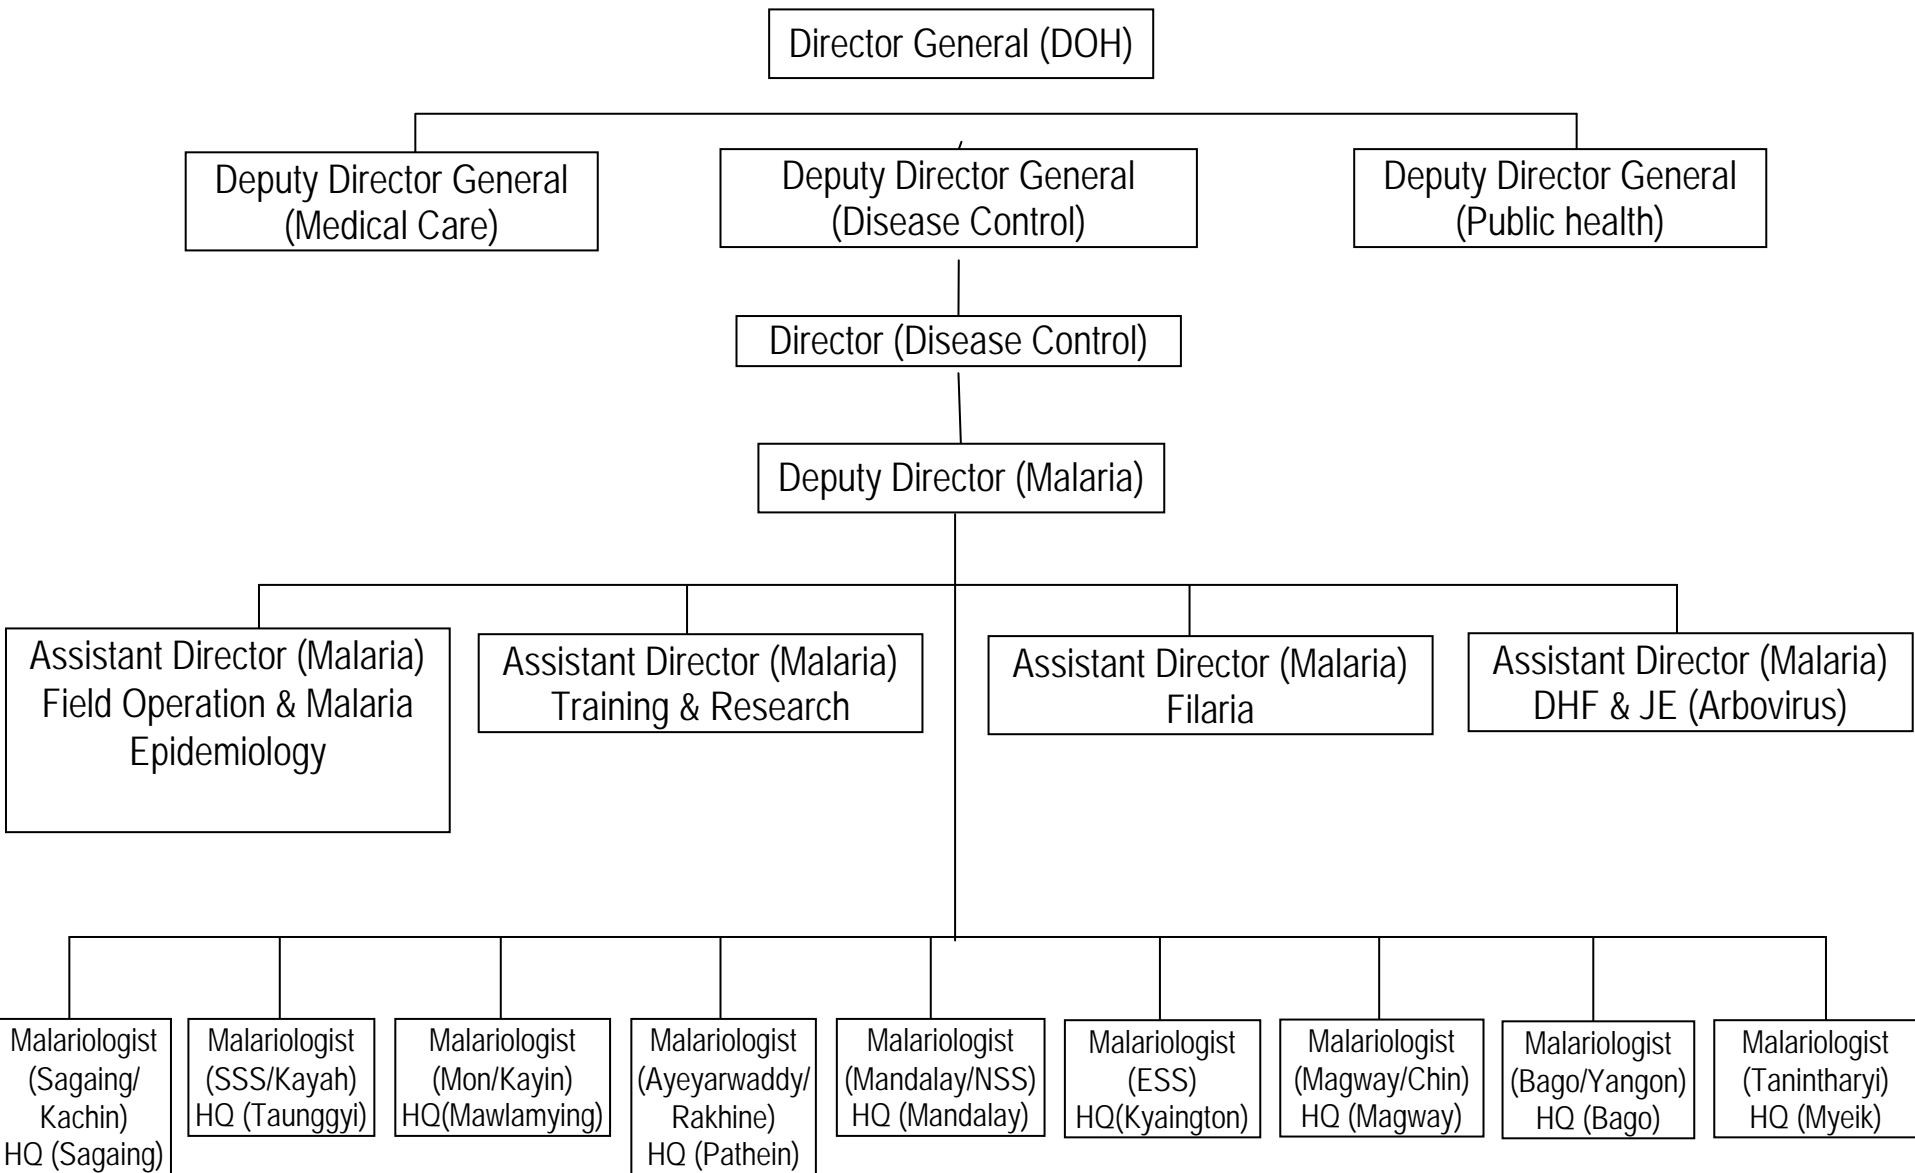 Director General (DOH)
Deputy Director General
(Medical Care)
Deputy Director General
(Disease Control)
Deputy Director General
(Public health)
Director (Disease Control)
Deputy Director (Malaria)
Assistant Director (Malaria)
Field Operation & Malaria
Epidemiology
Assistant Director (Malaria)
Training & Research
Assistant Director (Malaria)
Filaria
Assistant Director (Malaria)
DHF & JE (Arbovirus)
Malariologist
(Sagaing/
Kachin)
HQ (Sagaing)
Malariologist
(SSS/Kayah)
HQ (Taunggyi)
Malariologist
(Mon/Kayin)
HQ(Mawlamying)
Malariologist
(Ayeyarwaddy/
Rakhine)
HQ (Pathein)
Malariologist
(Mandalay/NSS)
HQ (Mandalay)
Malariologist
(ESS)
HQ(Kyaington)
Malariologist
(Magway/Chin)
HQ (Magway)
Malariologist
(Bago/Yangon)
HQ (Bago)
Malariologist
(Tanintharyi)
HQ (Myeik)